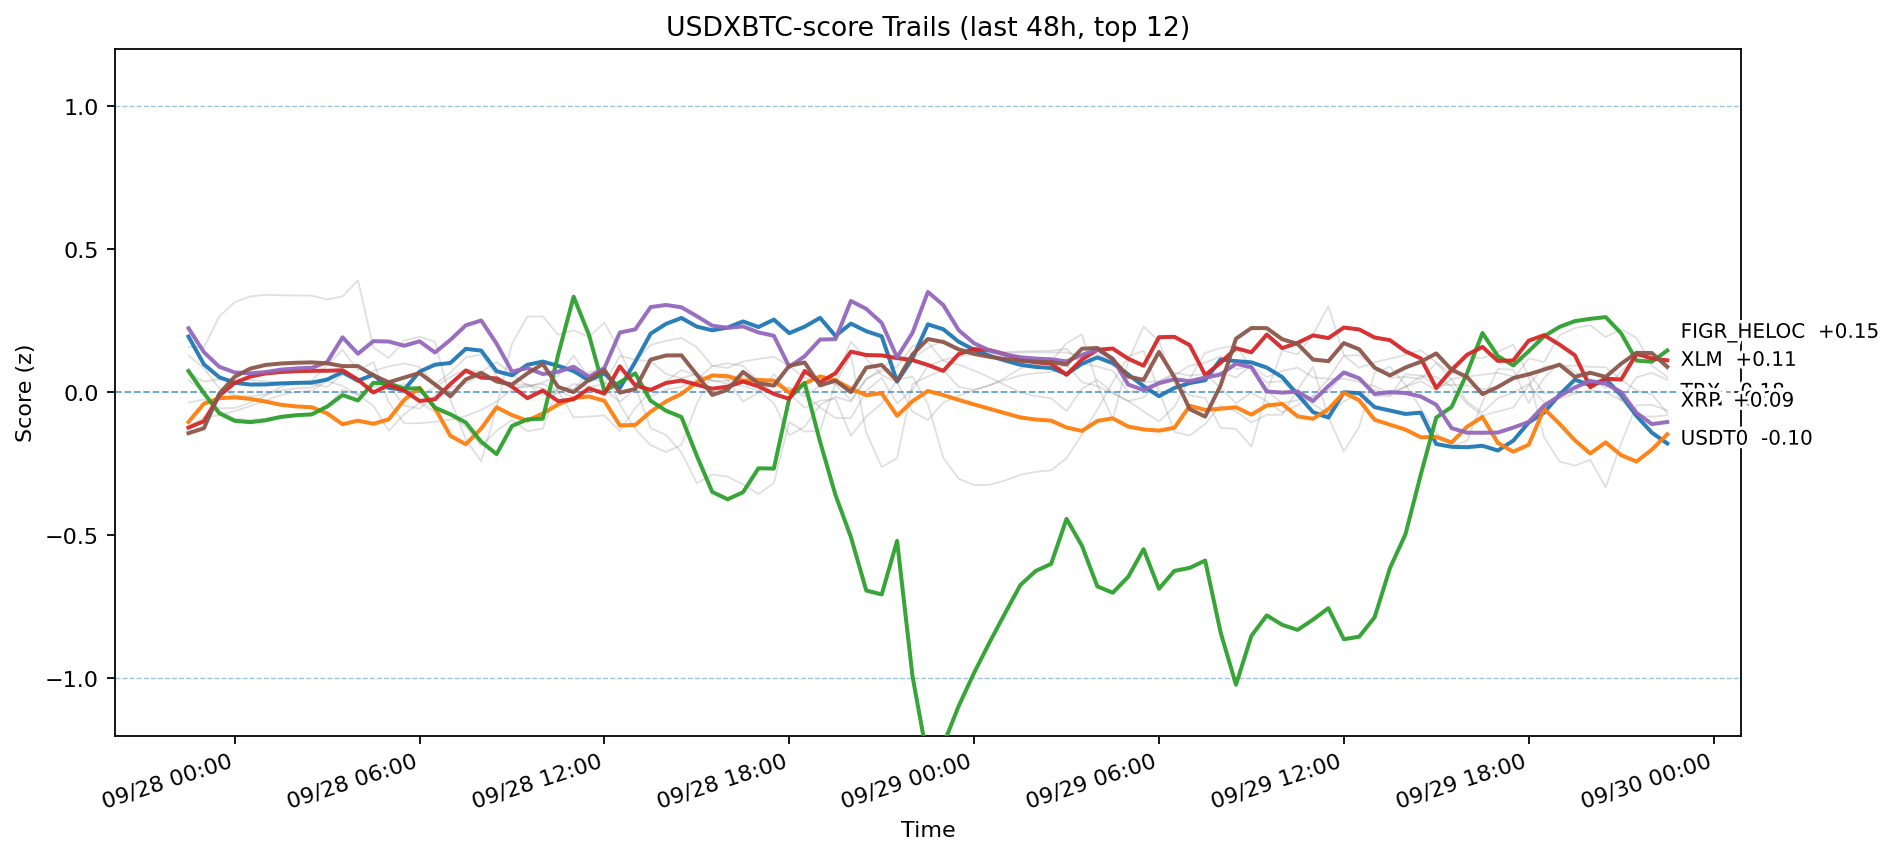 USDXBTC-score Trails (last 48h, top 12)
1.0
0.5
0.0
−0.5
−1.0
Score (z)
FIGR_HELOC +0.15
XLM +0.11
XRP +0.09
USDT0 -0.10
09/28 00:00
09/28 06:00
09/28 12:00
09/28 18:00
09/29 00:00
09/29 06:00
09/29 12:00
09/29 18:00
09/30 00:00
Time